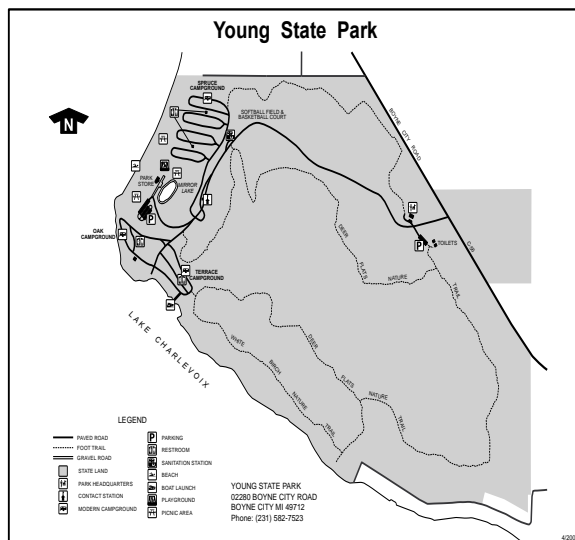 Young State Park
SPRUCE
CAMPGROUND
SOFTBALL FIELD &
BASKETBALL COURT
BOYNE CITY ROAD
N
PARK
STORE
MIRROR
LAKE
P
OAK
CAMPGROUND
TERRACE
CAMPGROUND
P
TOILETS
C-56
DEER
FLATS
NATURE
TRAIL
LAKE CHARLEVOIX
WHITE
BIRCH
NATURE
TRAIL
DEER
FLATS
NATURE
TRAIL
LEGEND
PAVED ROAD
FOOT TRAIL
GRAVEL ROAD
STATE LAND
PARK HEADQUARTERS
CONTACT STATION
MODERN CAMPGROUND
P PARKING
RESTROOM
SANITATION STATION
BEACH
BOAT LAUNCH
PLAYGROUND
PICNIC AREA
YOUNG STATE PARK
02280 BOYNE CITY ROAD
BOYNE CITY MI 49712
Phone: (231) 582-7523